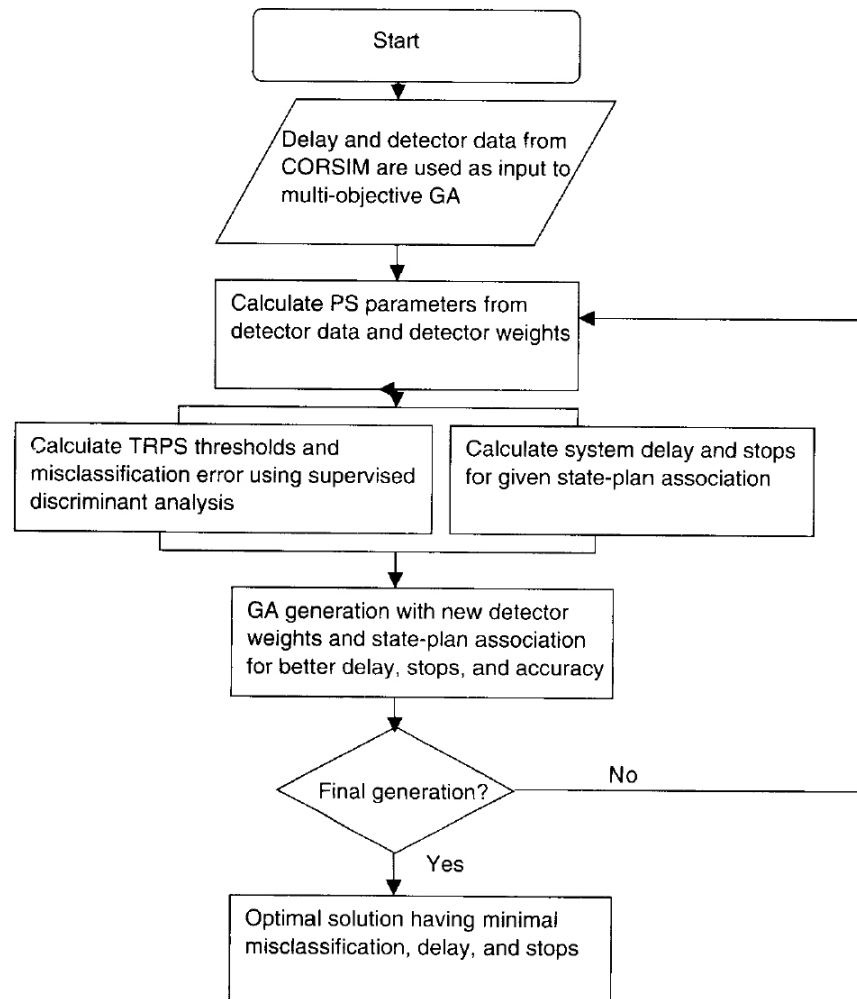 Start
Delay and detector data from
CORSIM are used as input to
multi-objective GA
Calculate PS parameters from
detector data and detector weights
Calculate TRPS thresholds and
misclassification error using supervised
discriminant analysis
Calculate system delay and stops
for given state-plan association
GA generation with new detector
weights and state-plan association
for better delay, stops, and accuracy
Final generation?
No
Yes
Optimal solution having minimal
misclassification, delay, and stops